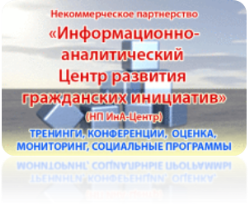 Некоммерческое партнерство
«Информационно-
аналитический
Центр развития
гражданских инициатив»
(НП ИнА-Центр)
ТРЕНИНГИ, КОНФЕРЕНЦИИ, ОЦЕНКА,
МОНИТОРИНГ, СОЦИАЛЬНЫЕ ПРОГРАММЫ